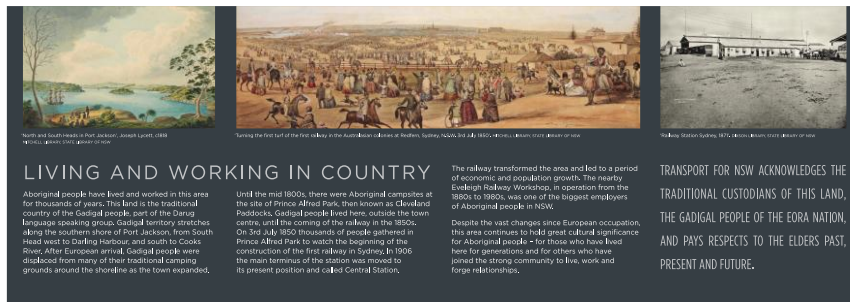 'North and South Heads in Port Jackson', Joseph Lycett, c1818
MITCHELL LIBRARY, STATE LIBRARY OF NSW
'Turning the first turf of the first railway in the Australasian colonies at Redfern, Sydney, N.S.W. 3rd July 1850'. MITCHELL LIBRARY, STATE LIBRARY OF NSW
'Railway Station Sydney, 1871'. DIXSON LIBRARY, STATE LIBRARY OF NSW
LIVING AND WORKING IN COUNTRY
Aboriginal people have lived and worked in this area
for thousands of years. This land is the traditional
country of the Gadigal people, part of the Darug
language speaking group. Gadigal territory stretches
along the southern shore of Port Jackson, from South
Head west to Darling Harbour, and south to Cooks
River. After European arrival, Gadigal people were
displaced from many of their traditional camping
grounds around the shoreline as the town expanded.
Until the mid 1800s, there were Aboriginal campsites at
the site of Prince Alfred Park, then known as Cleveland
Paddocks. Gadigal people lived here, outside the town
centre, until the coming of the railway in the 1850s.
On 3rd July 1850 thousands of people gathered in
Prince Alfred Park to watch the beginning of the
construction of the first railway in Sydney. In 1906
the main terminus of the station was moved to
its present position and called Central Station.
The railway transformed the area and led to a period
of economic and population growth. The nearby
Eveleigh Railway Workshop, in operation from the
1880s to 1980s, was one of the biggest employers
of Aboriginal people in NSW.
Despite the vast changes since European occupation,
this area continues to hold great cultural significance
for Aboriginal people – for those who have lived
here for generations and for others who have
joined the strong community to live, work and
forge relationships.
TRANSPORT FOR NSW ACKNOWLEDGES THE
TRADITIONAL CUSTODIANS OF THIS LAND,
THE GADIGAL PEOPLE OF THE EORA NATION,
AND PAYS RESPECTS TO THE ELDERS PAST,
PRESENT AND FUTURE.